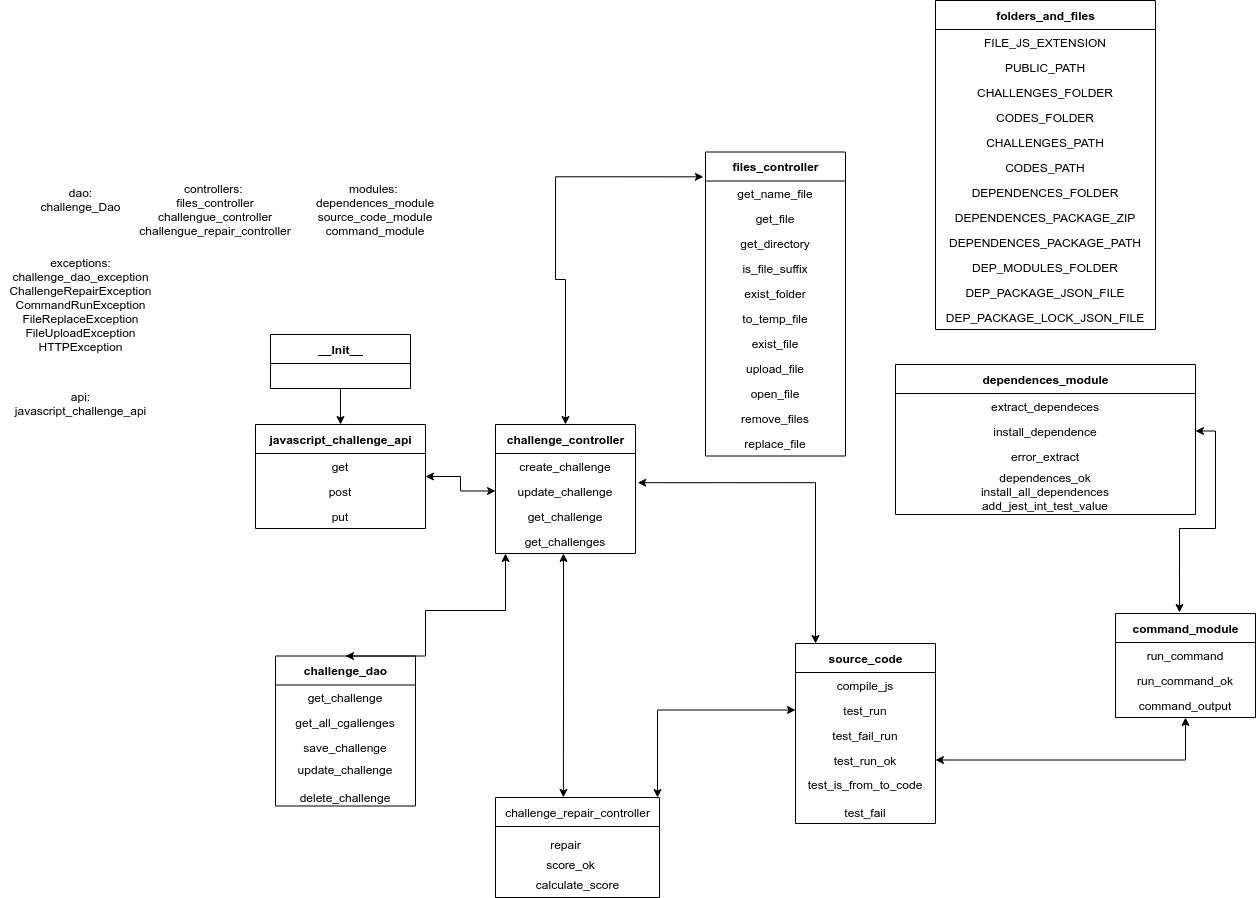 folders_and_files
FILE_JS_EXTENSION
PUBLIC_PATH
CHALLENGES_FOLDER
CODES_FOLDER
CHALLENGES_PATH
CODES_PATH
DEPENDENCES_FOLDER
DEPENDENCES_PACKAGE_ZIP
DEPENDENCES_PACKAGE_PATH
DEP_MODULES_FOLDER
DEP_PACKAGE_JSON_FILE
DEP_PACKAGE_LOCK_JSON_FILE
dao:
challenge_Dao
controllers:
files_controller
challengue_controller
challengue_repair_controller
modules:
dependences_module
source_code_module
command_module
exceptions:
challenge_dao_exception
ChallengeRepairException
CommandRunException
FileReplaceException
FileUploadException
HTTPException
api:
javascript_challenge_api
files_controller
get_name_file
get_file
get_directory
is_file_suffix
exist_folder
to_temp_file
exist_file
upload_file
open_file
remove_files
replace_file
__Init__
javascript_challenge_api
get
post
put
challenge_controller
create_challenge
update_challenge
get_challenge
get_challenges
dependences_module
extract_dependeces
install_dependence
error_extract
dependences_ok
install_all_dependences
add_jest_int_test_value
command_module
run_command
run_command_ok
command_output
source_code
compile_js
test_run
test_fail_run
test_run_ok
test_is_from_to_code
test_fail
challenge_dao
get_challenge
get_all_cgallenges
save_challenge
update_challenge
delete_challenge
challenge_repair_controller
repair
score_ok
calculate_score